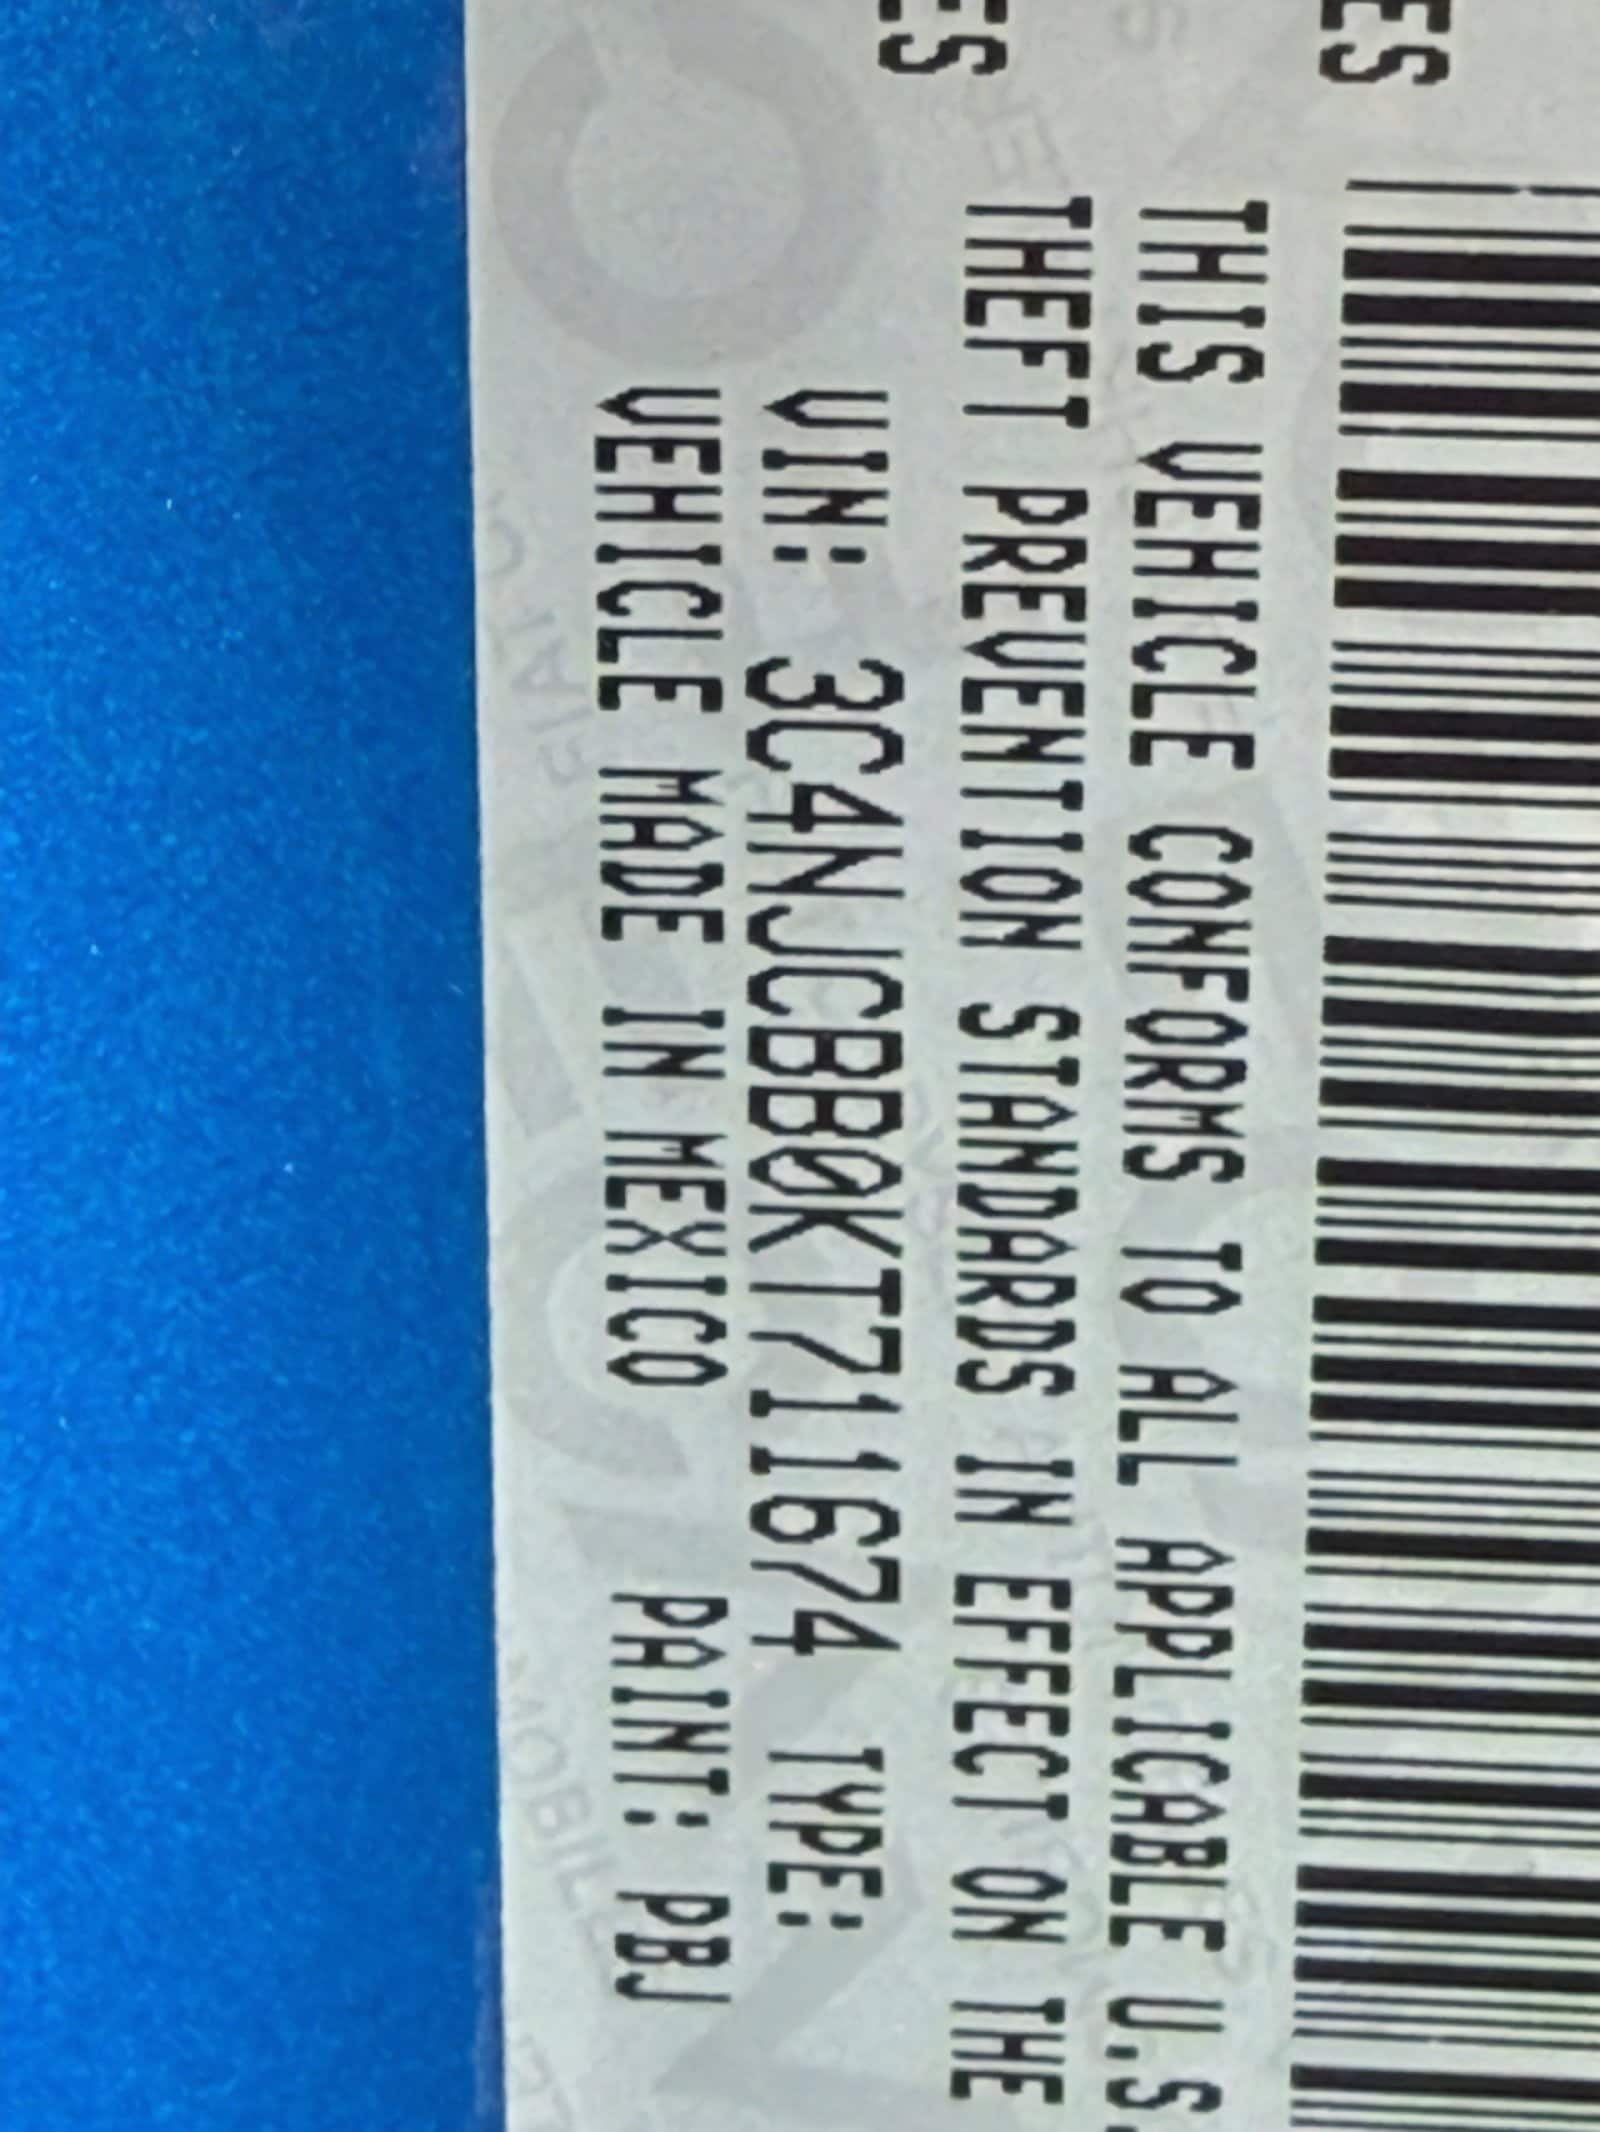 ES
ES
THIS VEHICLE CONFORMS TO ALL APPLICABLE U.S.
THEFT PREVENTION STANDARDS IN EFFECT ON THE
VIN: 3C4NJCBB0KT711674 TYPE:
VEHICLE MADE IN MEXICO PAINT: PBJ